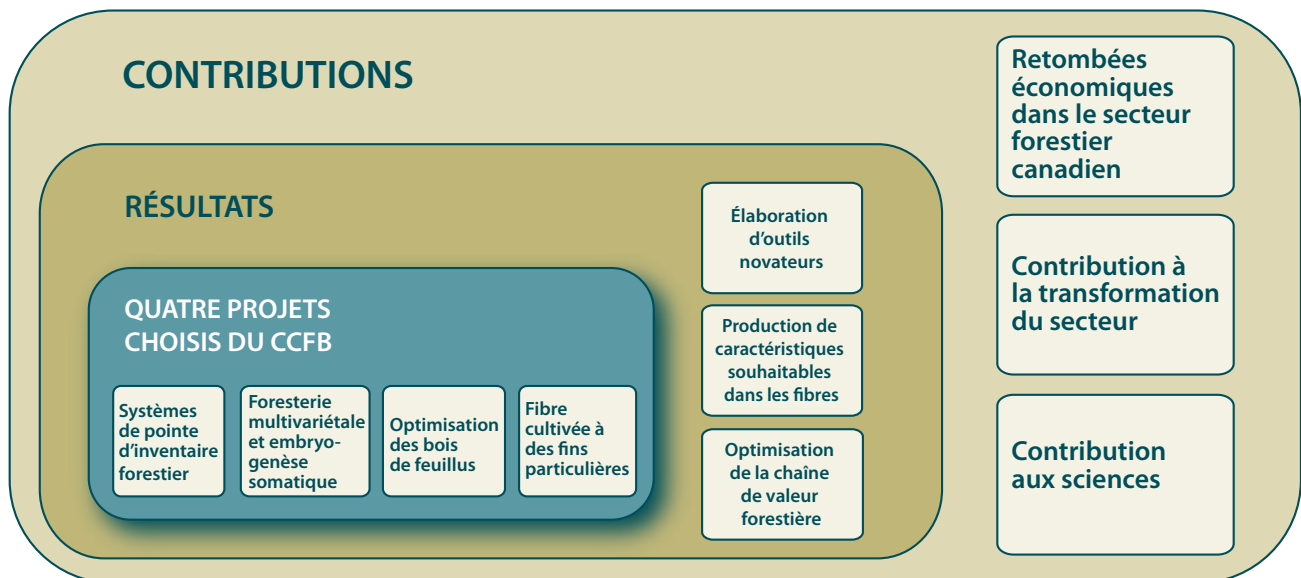 CONTRIBUTIONS
RÉSULTATS
QUATRE PROJETS
CHOISIS DU CCFB
Systèmes
de pointe
d'inventaire
forestier
Foresterie
multivariétale
et embryo-
genèse
somatique
Optimisation
des bois
de feuillus
Fibre
cultivée à
des fins
particulières
Élaboration
d'outils
novateurs
Production de
caractéristiques
souhaitables
dans les fibres
Optimisation
de la chaîne
de valeur
forestière
Retombées
économiques
dans le secteur
forestier
canadien
Contribution à
la transformation
du secteur
Contribution
aux sciences